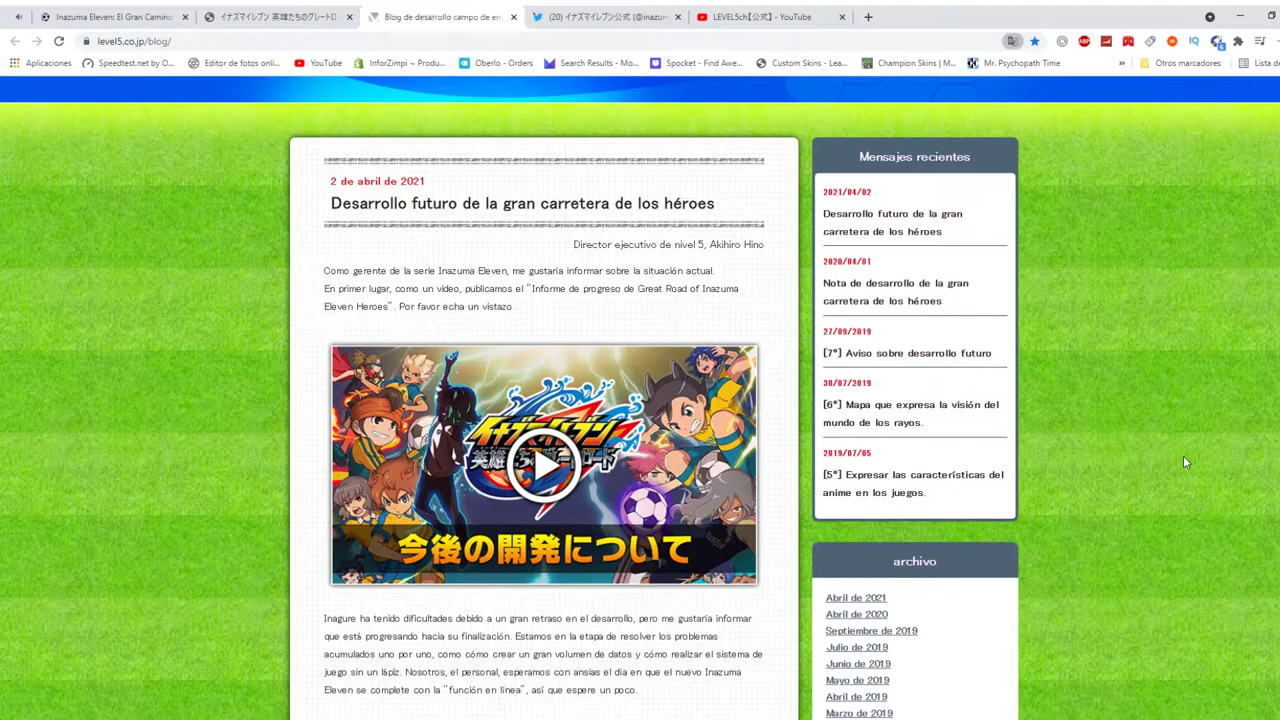 Inazuma Eleven: El Gran Camino
イナズマイレブン 英雄たちのグレートロ
Blog de desarrollo campo de en
(20) イナズマイレブン公式 (@inazum
LEVEL5ch【公式】 - YouTube
level5.co.jp/blog/
Aplicaciones
Speedtest.net by O...
Editor de fotos onli...
YouTube
InforZimpi ~ Produ...
Oberlo - Orders
Search Results - Mo...
Spocket - Find Awe...
Custom Skins - Lea...
Champion Skins | M...
Mr. Psychopath Time
»
Otros marcadores
Lista de
2 de abril de 2021
Desarrollo futuro de la gran carretera de los héroes
Director ejecutivo de nivel 5, Akihiro Hino
Como gerente de la serie Inazuma Eleven, me gustaría informar sobre la situación actual.
En primer lugar, como un vídeo, publicamos el "Informe de progreso de Great Road of Inazuma
Eleven Heroes". Por favor echa un vistazo
イナズマイレブン
英雄たちのグレートロード
今後の開発について
Inagure ha tenido dificultades debido a un gran retraso en el desarrollo, pero me gustaría informar
que está progresando hacia su finalización. Estamos en la etapa de resolver los problemas
acumulados uno por uno, como cómo crear un gran volumen de datos y cómo realizar el sistema de
juego sin un lápiz. Nosotros, el personal, esperamos con ansias el día en que el nuevo Inazuma
Eleven se complete con la "función en línea", así que espere un poco.
Mensajes recientes
2021/04/02
Desarrollo futuro de la gran
carretera de los héroes
2020/04/01
Nota de desarrollo de la gran
carretera de los héroes
27/09/2019
[7º] Aviso sobre desarrollo futuro
30/07/2019
[6º] Mapa que expresa la visión del
mundo de los rayos.
2019/07/05
[5º] Expresar las características del
anime en los juegos.
archivo
Abril de 2021
Abril de 2020
Septiembre de 2019
Julio de 2019
Junio de 2019
Mayo de 2019
Abril de 2019
Marzo de 2019